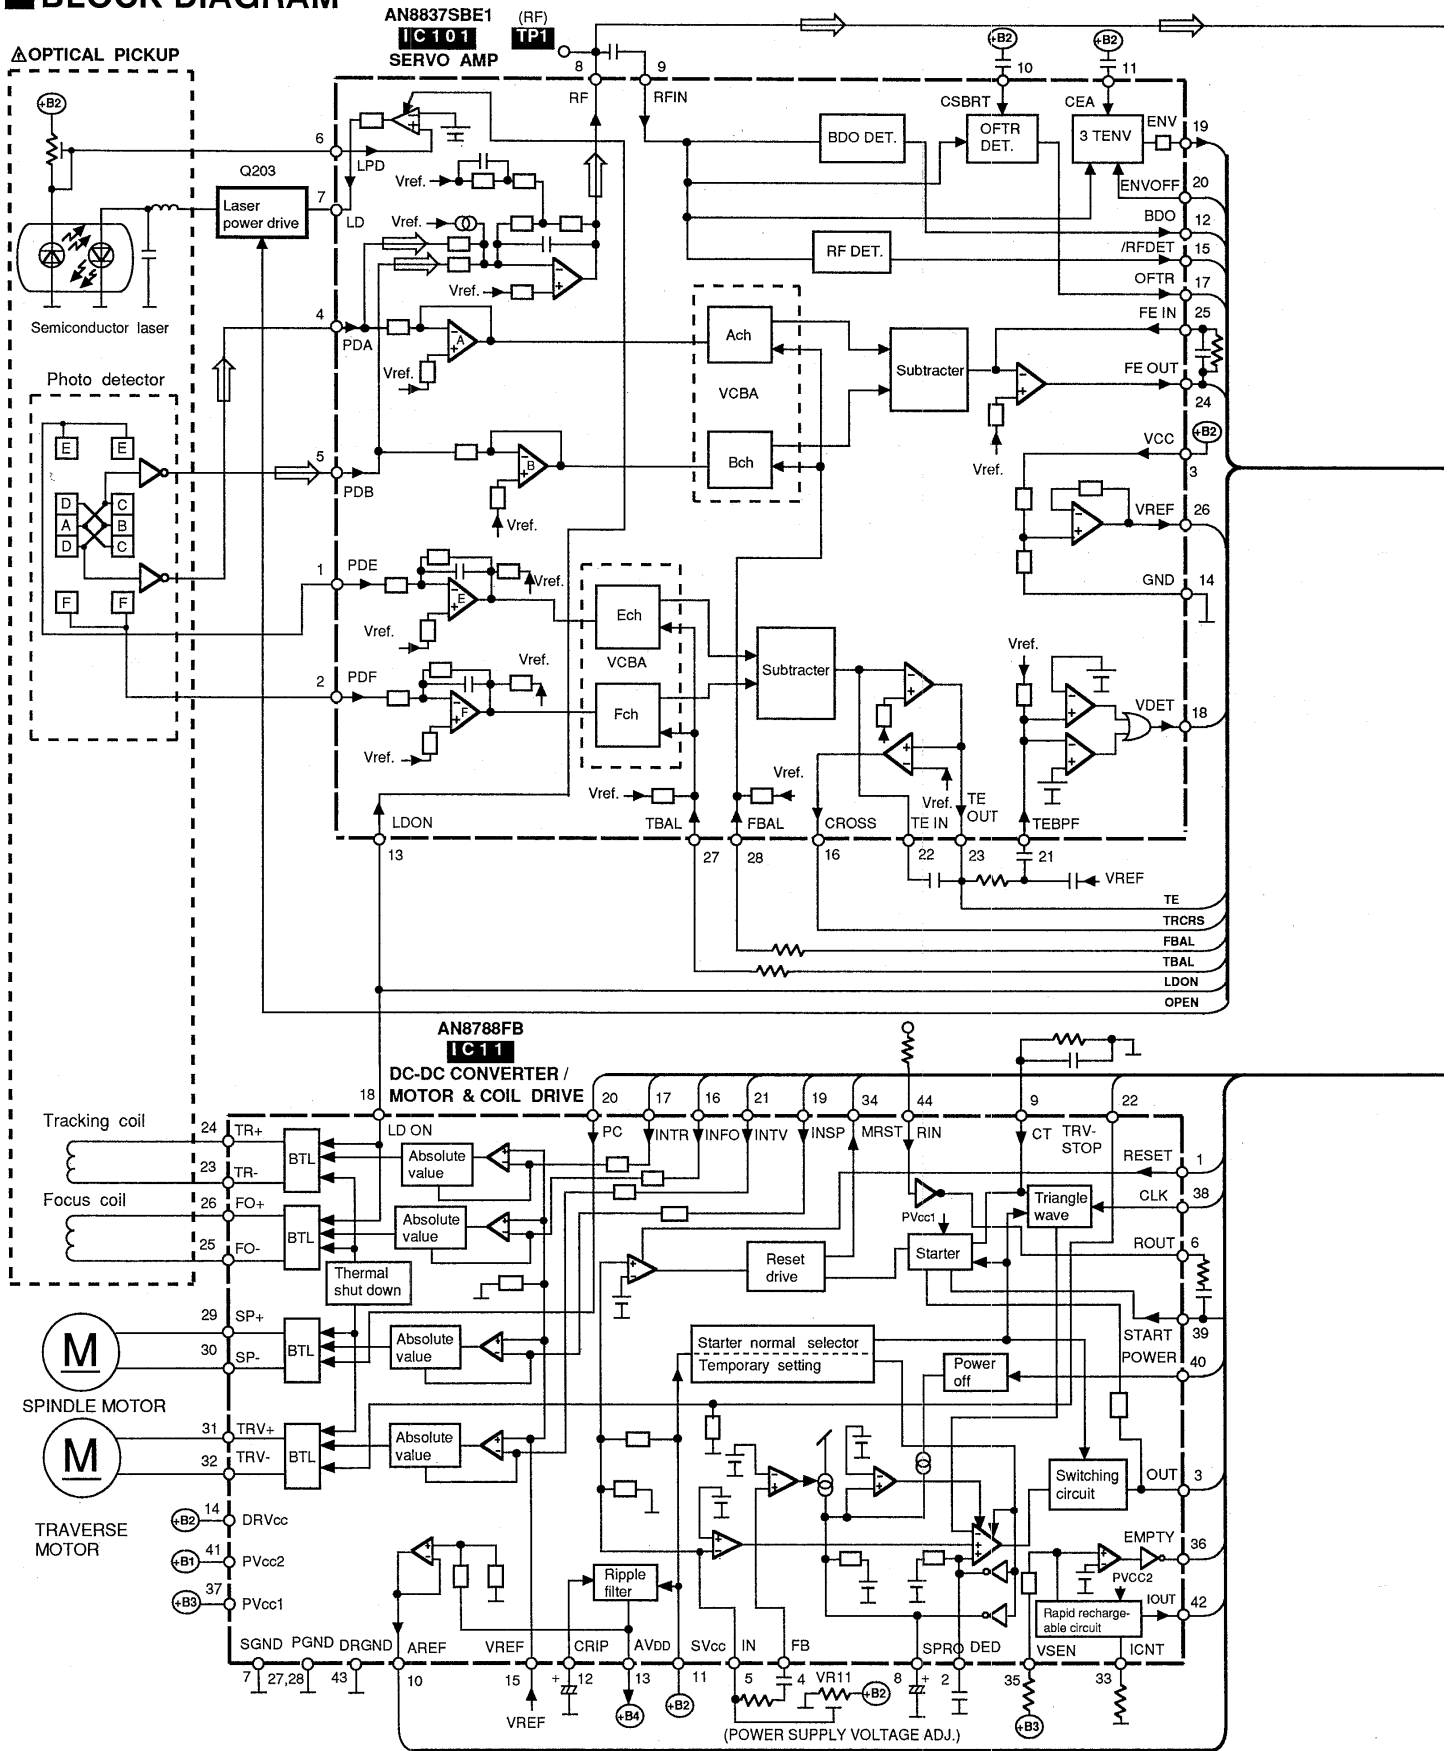 BLOCK DIAGRAM
AN8837SBE1
IC101
SERVO AMP
(RF)
TP1
⚠OPTICAL PICKUP
+B2
+B2
+B2
8
9
10
11
RF
RFIN
CSBRT
CEA
ENV
19
BDO DET.
OFTR
DET.
3 TENV
6
LPD
Q203
Vref.
ENVOFF
20
Laser
power drive
7
LD
Vref.
BDO
12
/RFDET
15
RF DET.
OFTR
17
Vref.
Semiconductor laser
4
PDA
A
Ach
FE IN
25
Vref.
Subtracter
FE OUT
24
Photo detector
VCBA
E
E
5
PDB
B
Bch
Vref.
VCC
+B2
3
D
C
A
B
D
C
Vref.
VREF
26
1
PDE
Vref.
GND
14
F
F
E
Ech
Vref.
VCBA
Vref.
Subtracter
2
PDF
Vref.
F
Fch
VDET
18
Vref.
Vref.
Vref.
Vref.
TE
OUT
LDON
TBAL
FBAL
CROSS
TE IN
TEBPF
13
27
28
16
22
23
21
VREF
TE
TRCRS
FBAL
TBAL
LDON
OPEN
AN8788FB
IC11
DC-DC CONVERTER /
MOTOR & COIL DRIVE
18
20
17
16
21
19
34
44
9
22
Tracking coil
24
TR+
LD ON
PC
INTR
INFO
INTV
INSP
MRST
RIN
CT
TRV-
STOP
BTL
Absolute
value
RESET
1
23
TR-
Focus coil
26
FO+
CLK
38
Triangle
wave
BTL
Absolute
value
PVcc1
25
FO-
ROUT
6
Starter
Reset
drive
Thermal
shut down
29
SP+
START
39
BTL
Absolute
value
Starter normal selector
Temporary setting
30
SP-
POWER
40
Power
off
SPINDLE MOTOR
M
31
TRV+
BTL
Absolute
value
32
TRV-
M
Switching
circuit
OUT
3
TRAVERSE
MOTOR
+B2
14
DRVcc
+B1
41
PVcc2
+B3
37
PVcc1
EMPTY
36
PVCC2
Ripple
filter
Rapid recharge-
able circuit
IOUT
42
SGND
PGND
DRGND
AREF
VREF
CRIP
AVDD
SVcc
IN
FB
SPRO
DED
VSEN
ICNT
7
27,28
43
10
15
+
12
13
11
5
4
VR11
+B2
8
+
2
35
33
VREF
+B4
+B2
+B3
(POWER SUPPLY VOLTAGE ADJ.)